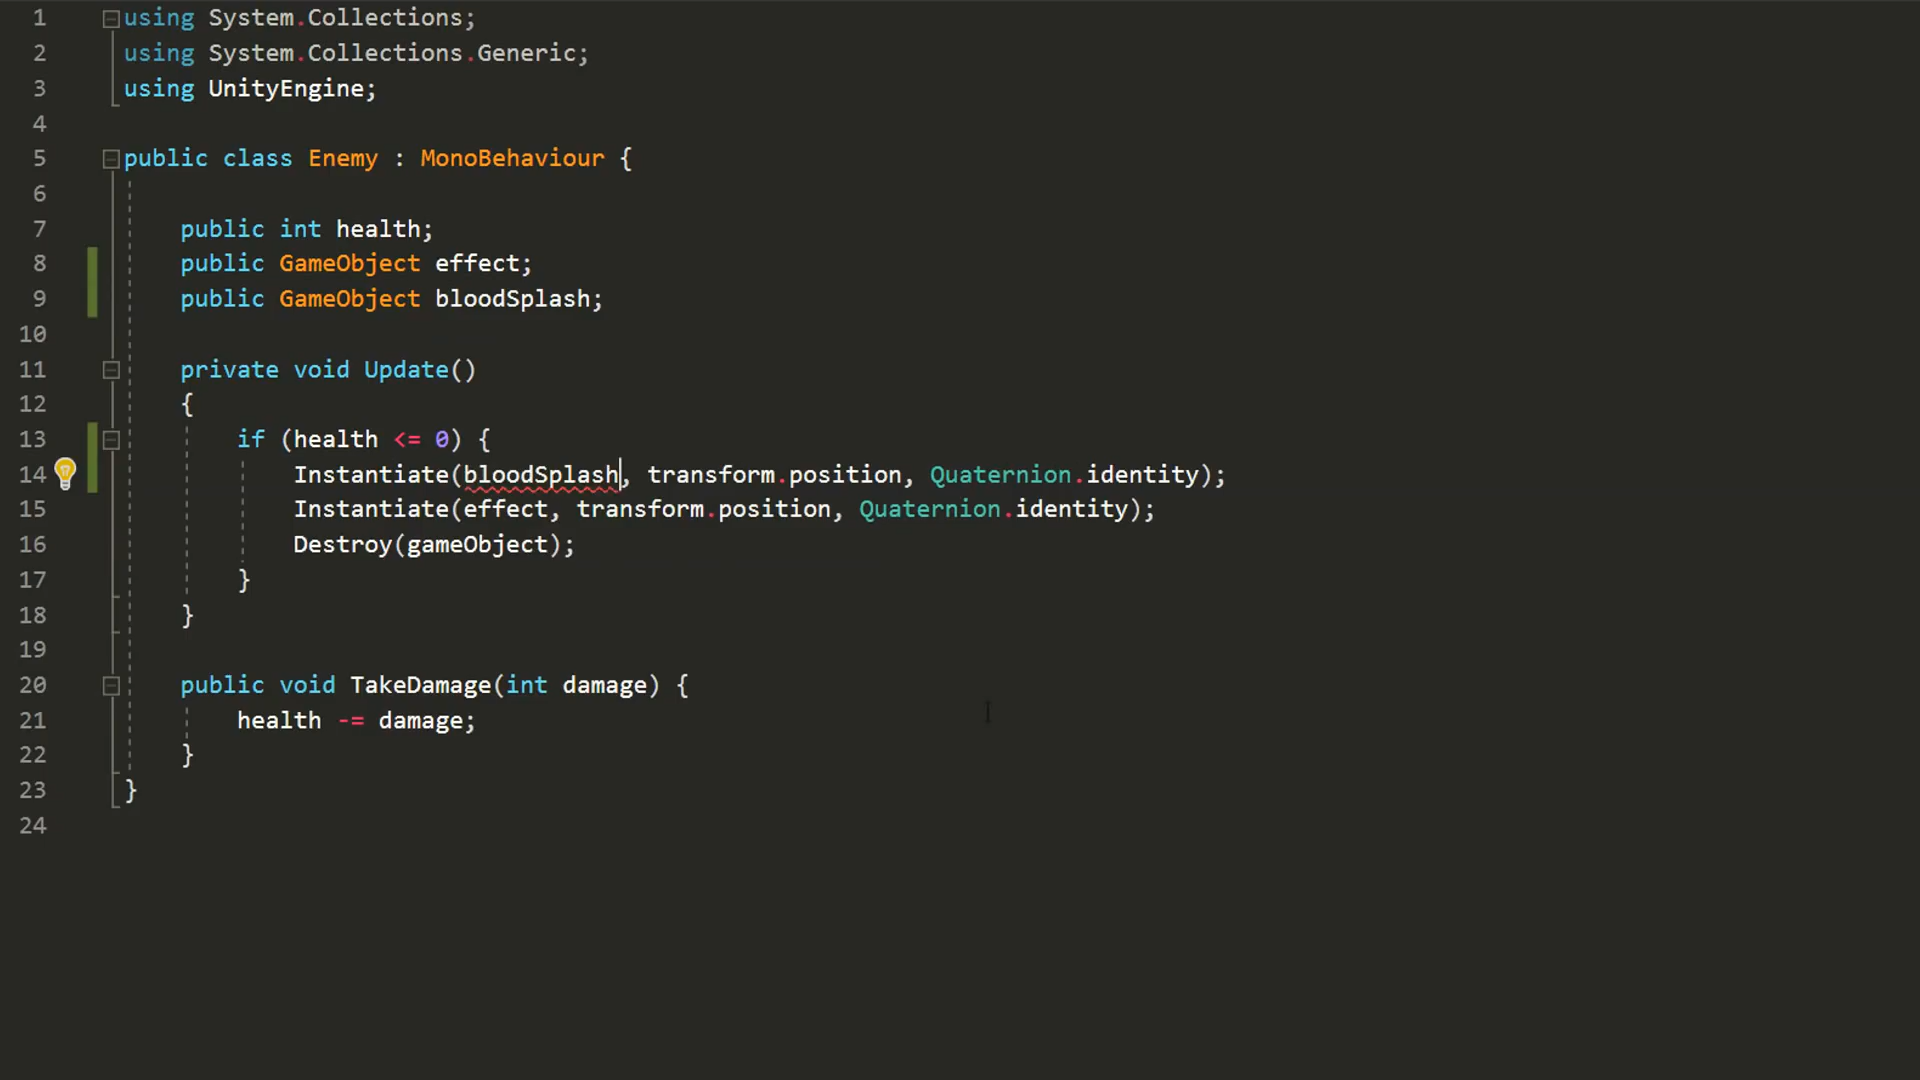 1 using System.Collections;
2 using System.Collections.Generic;
3 using UnityEngine;
4
5 public class Enemy : MonoBehaviour {
6
7 public int health;
8 public GameObject effect;
9 public GameObject bloodSplash;
10
11 private void Update()
12 {
13 if (health <= 0) {
14 Instantiate(bloodSplash, transform.position, Quaternion.identity);
15 Instantiate(effect, transform.position, Quaternion.identity);
16 Destroy(gameObject);
17 }
18 }
19
20 public void TakeDamage(int damage) {
21 health -= damage;
22 }
23 }
24